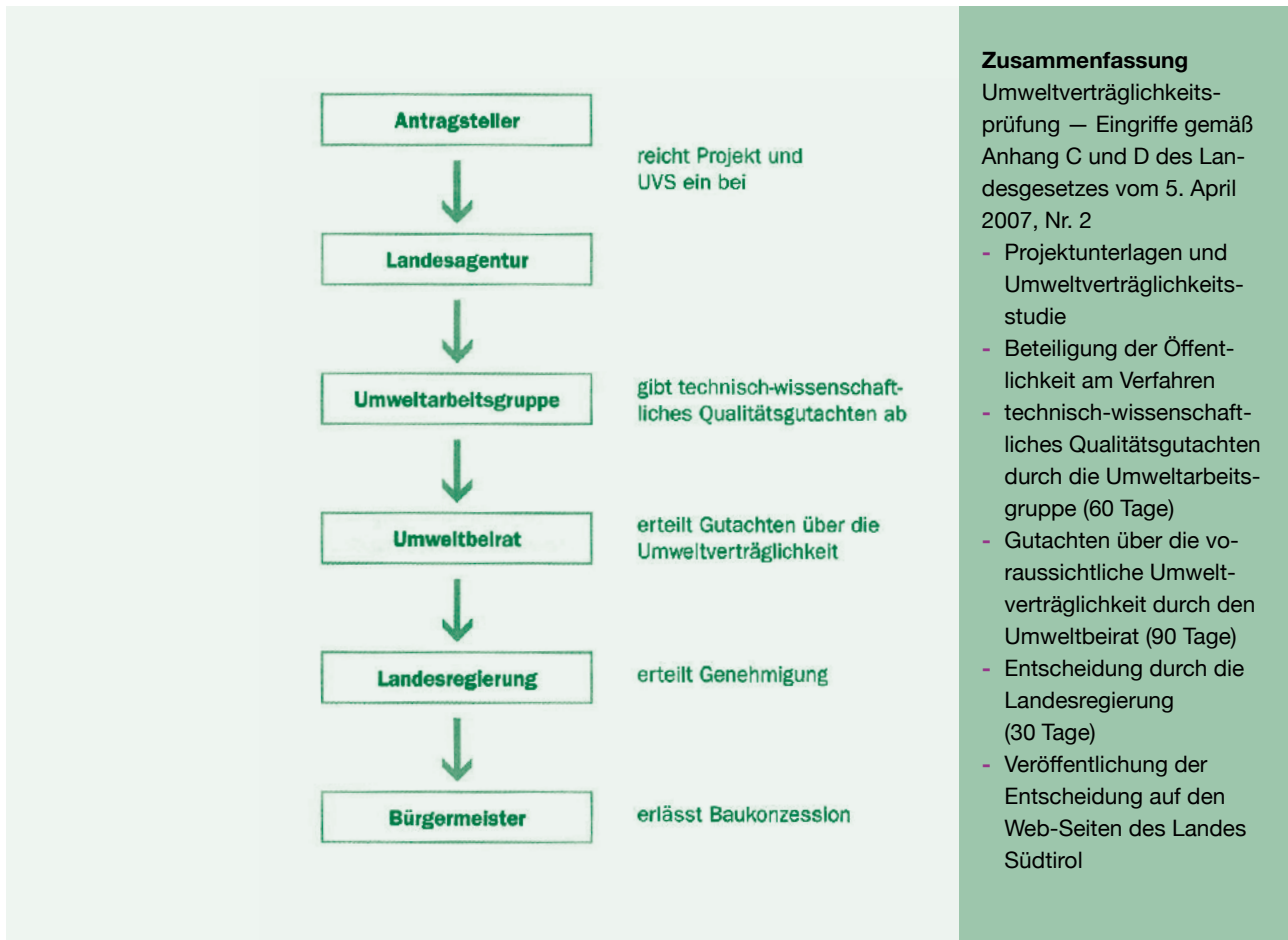 Antragsteller
reicht Projekt und
UVS ein bei
Landesagentur
Umweltarbeitsgruppe
gibt technisch-wissenschaft-
liches Qualitätsgutachten ab
Umweltbeirat
erteilt Gutachten über die
Umweltverträglichkeit
Landesregierung
erteilt Genehmigung
Bürgermeister
erlässt Baukonzession
Zusammenfassung
Umweltverträglichkeits-
prüfung — Eingriffe gemäß
Anhang C und D des Lan-
desgesetzes vom 5. April
2007, Nr. 2
- Projektunterlagen und
Umweltverträglichkeits-
studie
- Beteiligung der Öffent-
lichkeit am Verfahren
- technisch-wissenschaft-
liches Qualitätsgutachten
durch die Umweltarbeits-
gruppe (60 Tage)
- Gutachten über die vo-
raussichtliche Umwelt-
verträglichkeit durch den
Umweltbeirat (90 Tage)
- Entscheidung durch die
Landesregierung
(30 Tage)
- Veröffentlichung der
Entscheidung auf den
Web-Seiten des Landes
Südtirol